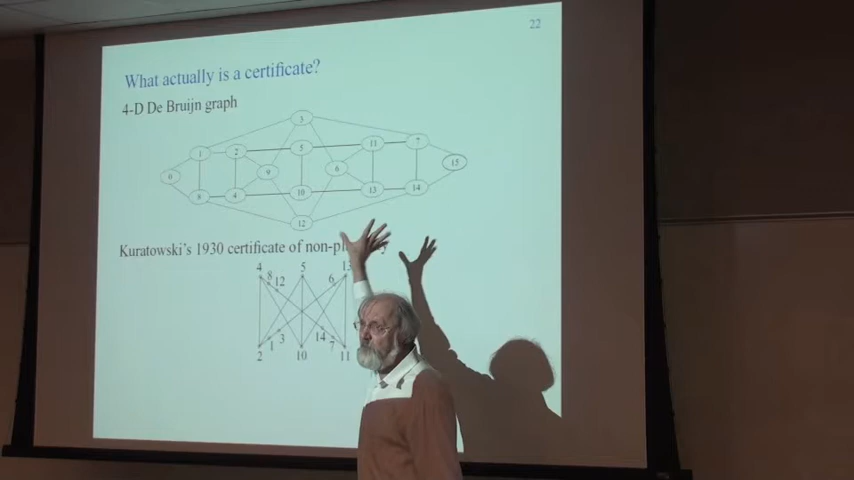 22
What actually is a certificate?
4-D De Bruijn graph
3
1 2 5 11 7
0 9 6 15
8 4 10 13 14
12
Kuratowski's 1930 certificate of
4 5 13
8 12 6
1 3 14 7
2 10 11